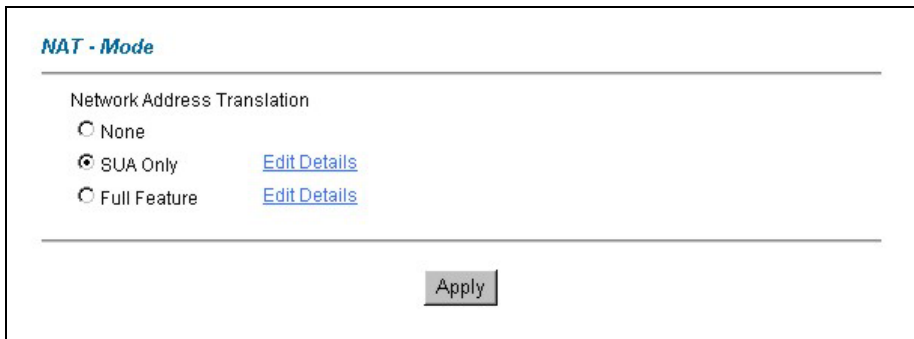 NAT - Mode
Network Address Translation
None
SUA Only Edit Details
Full Feature Edit Details
Apply